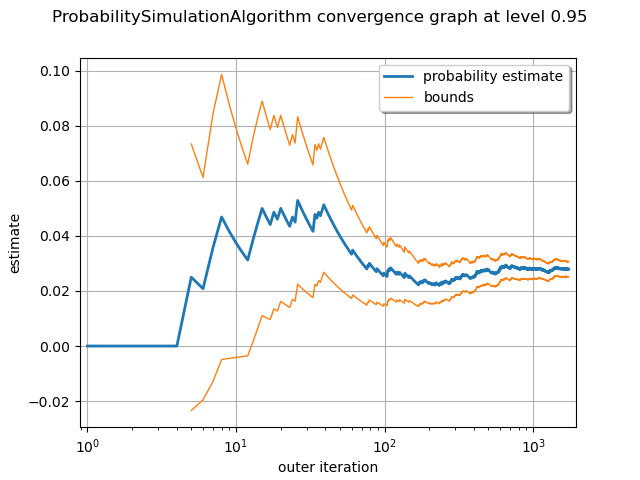 ProbabilitySimulationAlgorithm convergence graph at level 0.95
probability estimate
bounds
0.10
0.08
0.06
0.04
0.02
0.00
−0.02
estimate
10⁰
10¹
10²
10³
outer iteration